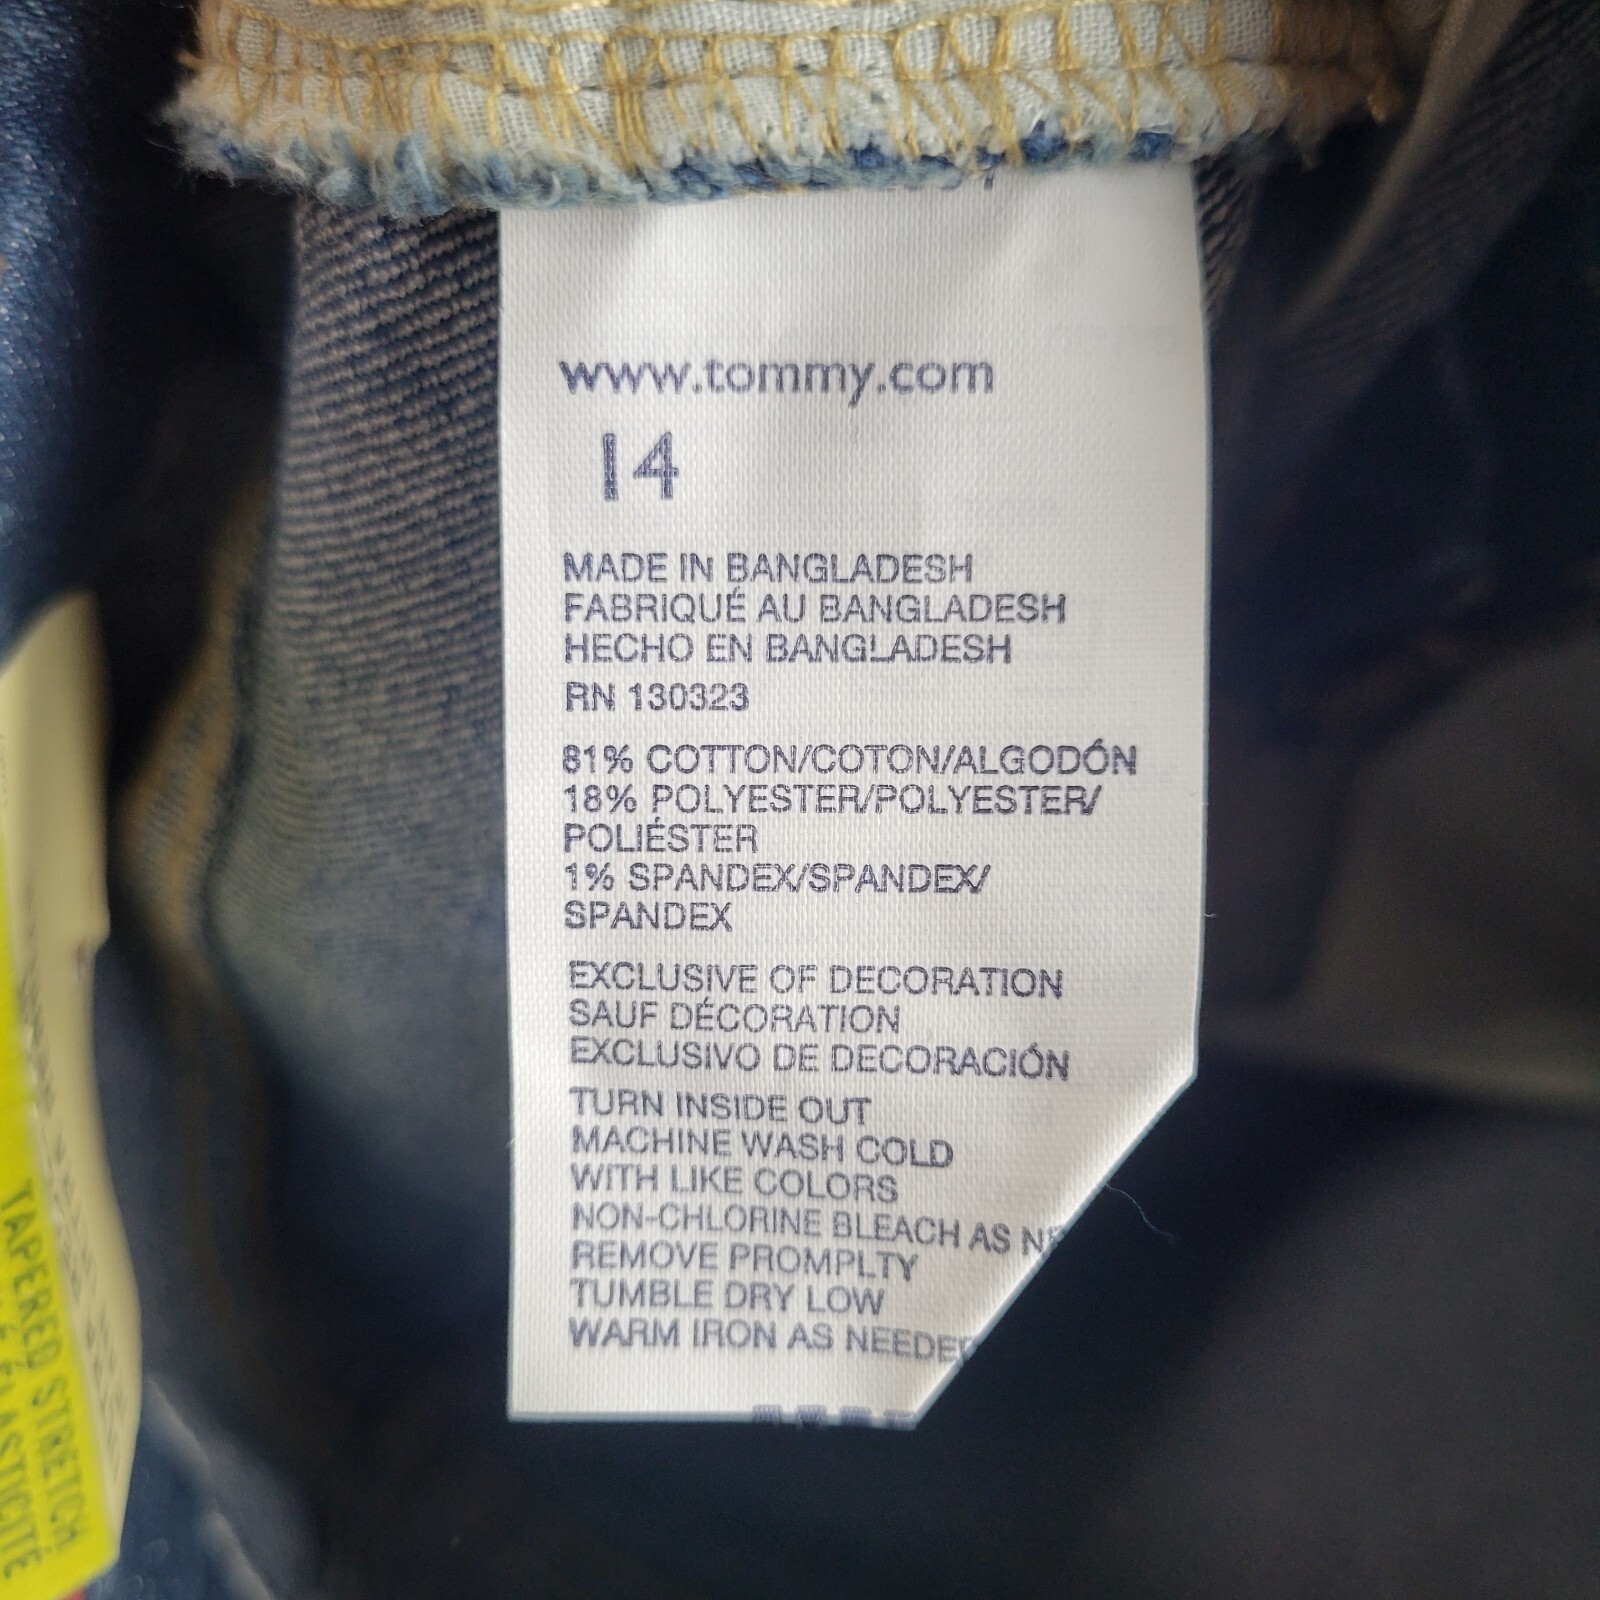 www.tommy.com
14
MADE IN BANGLADESH
FABRIQUÉ AU BANGLADESH
HECHO EN BANGLADESH
RN 130323
81% COTTON/COTON/ALGODÓN
18% POLYESTER/POLYESTER/
POLIÉSTER
1% SPANDEX/SPANDEX/
SPANDEX
EXCLUSIVE OF DECORATION
SAUF DÉCORATION
EXCLUSIVO DE DECORACIÓN
TURN INSIDE OUT
MACHINE WASH COLD
WITH LIKE COLORS
NON-CHLORINE BLEACH AS
REMOVE PROMPLTY
TUMBLE DRY LOW
WARM IRON AS NEEDED
TAPERED STRETCH